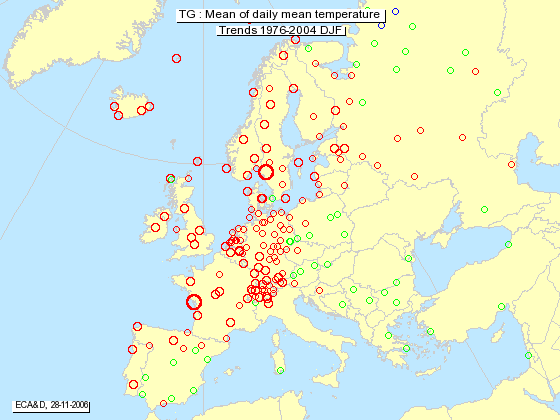 TG : Mean of daily mean temperature
Trends 1976-2004 DJF
ECA&D, 28-11-2006